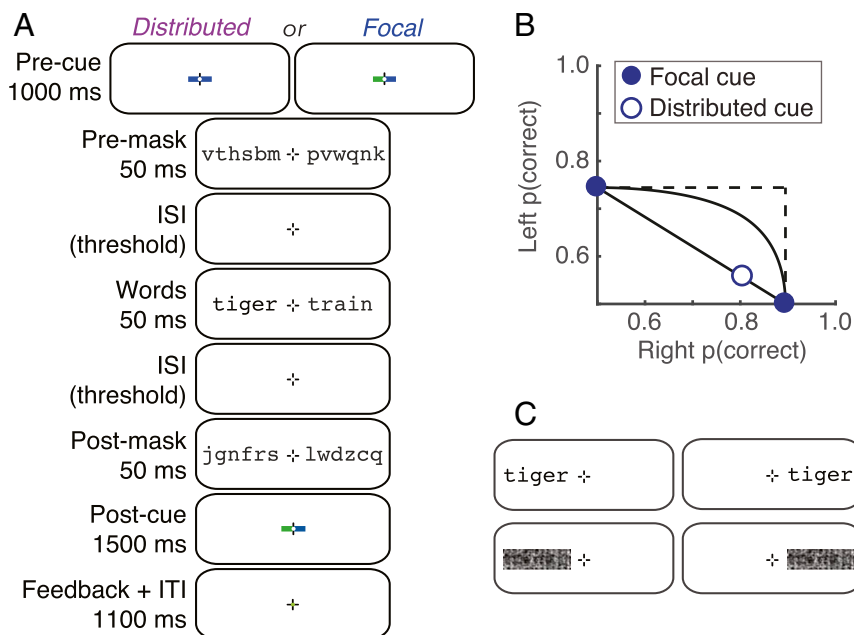 A
Distributed or Focal
Pre-cue
1000 ms
Pre-mask
50 ms
vthsbm pvwqnk
ISI
(threshold)
Words
50 ms
tiger train
ISI
(threshold)
Post-mask
50 ms
jgnfrs lwdzcq
Post-cue
1500 ms
Feedback + ITI
1100 ms
B
1.0
0.8
0.6
Left p(correct)
Focal cue
Distributed cue
0.6 0.8 1.0
Right p(correct)
C
tiger tiger